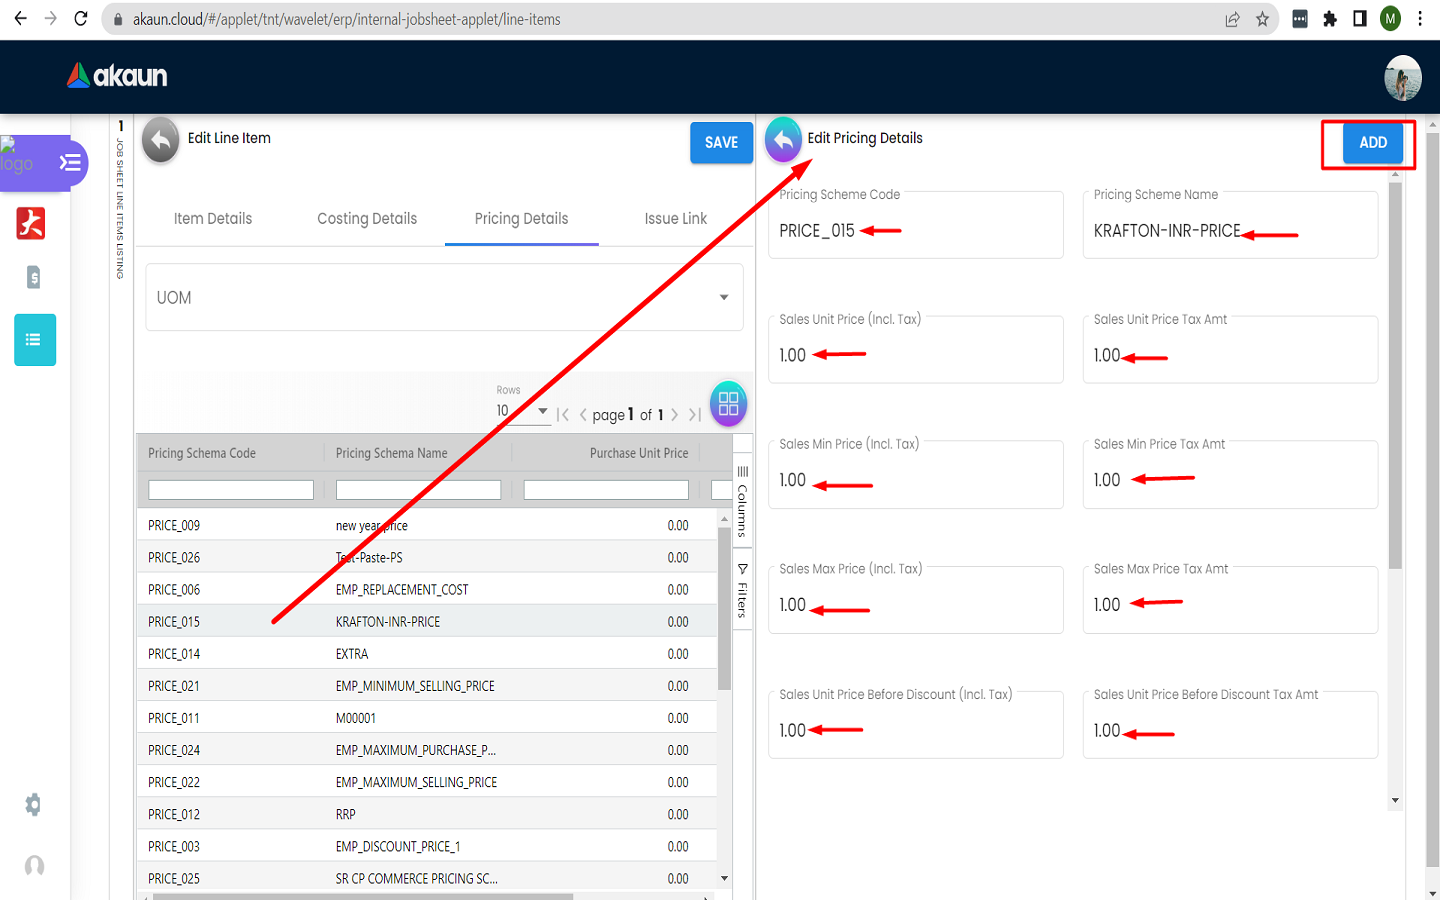 akaun.cloud/#/applet/tnt/wavelet/erp/internal-jobsheet-applet/line-items
M
akaun
logo
1
JOB SHEET LINE ITEMS LISTING
Edit Line Item
SAVE
Item Details
Costing Details
Pricing Details
Issue Link
UOM
Rows
10
page 1 of 1
Pricing Schema Code Pricing Schema Name Purchase Unit Price
PRICE_009 new year price 0.00
PRICE_026 Test-Paste-PS 0.00
PRICE_006 EMP_REPLACEMENT_COST 0.00
PRICE_015 KRAFTON-INR-PRICE 0.00
PRICE_014 EXTRA 0.00
PRICE_021 EMP_MINIMUM_SELLING_PRICE 0.00
PRICE_011 M00001 0.00
PRICE_024 EMP_MAXIMUM_PURCHASE_P... 0.00
PRICE_022 EMP_MAXIMUM_SELLING_PRICE 0.00
PRICE_012 RRP 0.00
PRICE_003 EMP_DISCOUNT_PRICE_1 0.00
PRICE_025 SR CP COMMERCE PRICING SC... 0.00
Columns
Filters
Edit Pricing Details
ADD
Pricing Scheme Code
PRICE_015
Pricing Scheme Name
KRAFTON-INR-PRICE
Sales Unit Price (Incl. Tax)
1.00
Sales Unit Price Tax Amt
1.00
Sales Min Price (Incl. Tax)
1.00
Sales Min Price Tax Amt
1.00
Sales Max Price (Incl. Tax)
1.00
Sales Max Price Tax Amt
1.00
Sales Unit Price Before Discount (Incl. Tax)
1.00
Sales Unit Price Before Discount Tax Amt
1.00